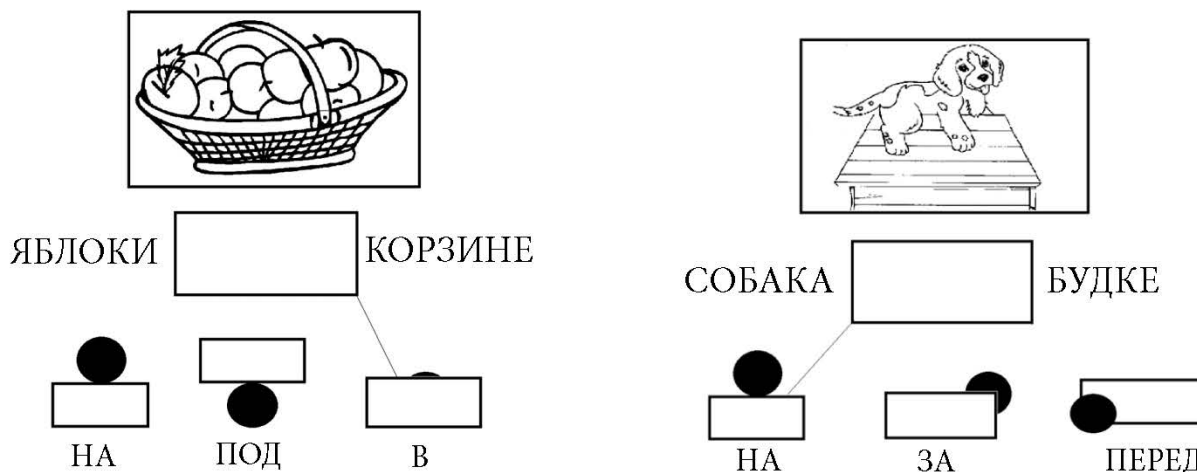 ЯБЛОКИ КОРЗИНЕ
НА ПОД В
СОБАКА БУДКЕ
НА ЗА ПЕРЕД